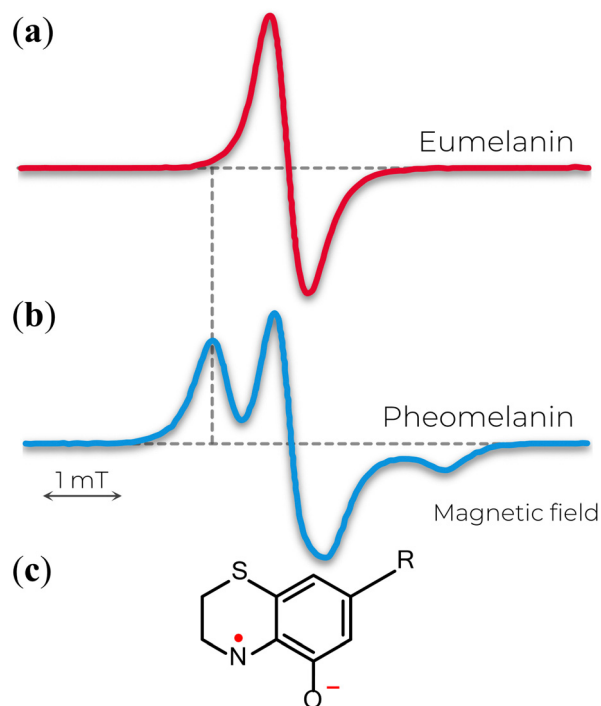 (a)
Eumelanin
(b)
Pheomelanin
1 mT
Magnetic field
(c)
S
R
N
O
−